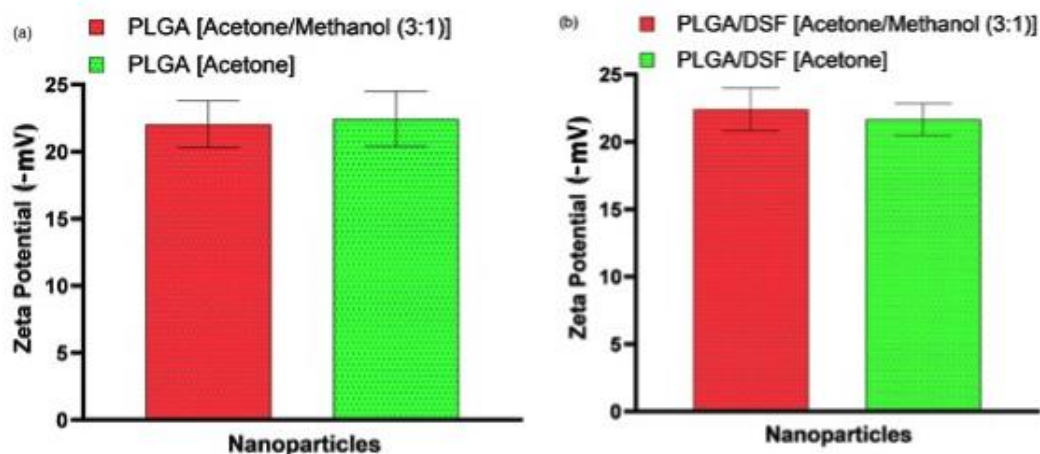 (a)
PLGA [Acetone/Methanol (3:1)]
PLGA [Acetone]
Zeta Potential (-mV)
25
20
15
10
5
0
Nanoparticles
(b)
PLGA/DSF [Acetone/Methanol (3:1)]
PLGA/DSF [Acetone]
Zeta Potential (-mV)
25
20
15
10
5
0
Nanoparticles